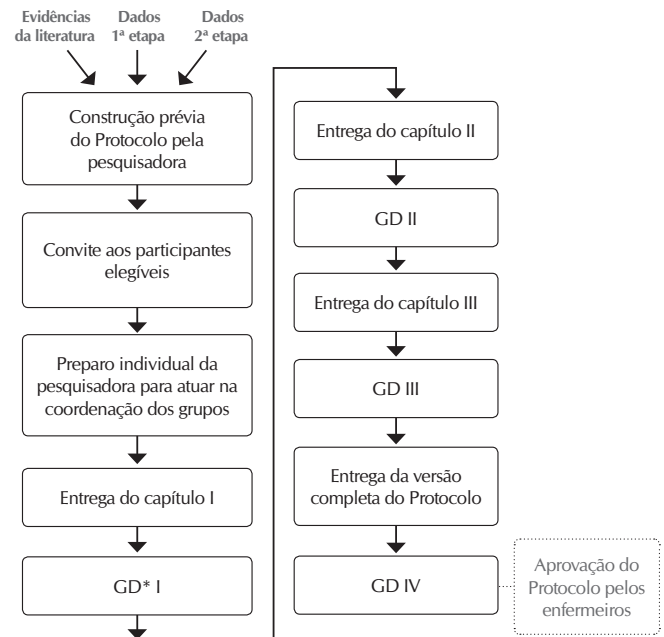 Evidências
da literatura
Dados
1ª etapa
Dados
2ª etapa
Construção prévia
do Protocolo pela
pesquisadora
Convite aos participantes
elegíveis
Preparo individual da
pesquisadora para atuar na
coordenação dos grupos
Entrega do capítulo I
GD* I
Entrega do capítulo II
GD II
Entrega do capítulo III
GD III
Entrega da versão
completa do Protocolo
GD IV
Aprovação do
Protocolo pelos
enfermeiros